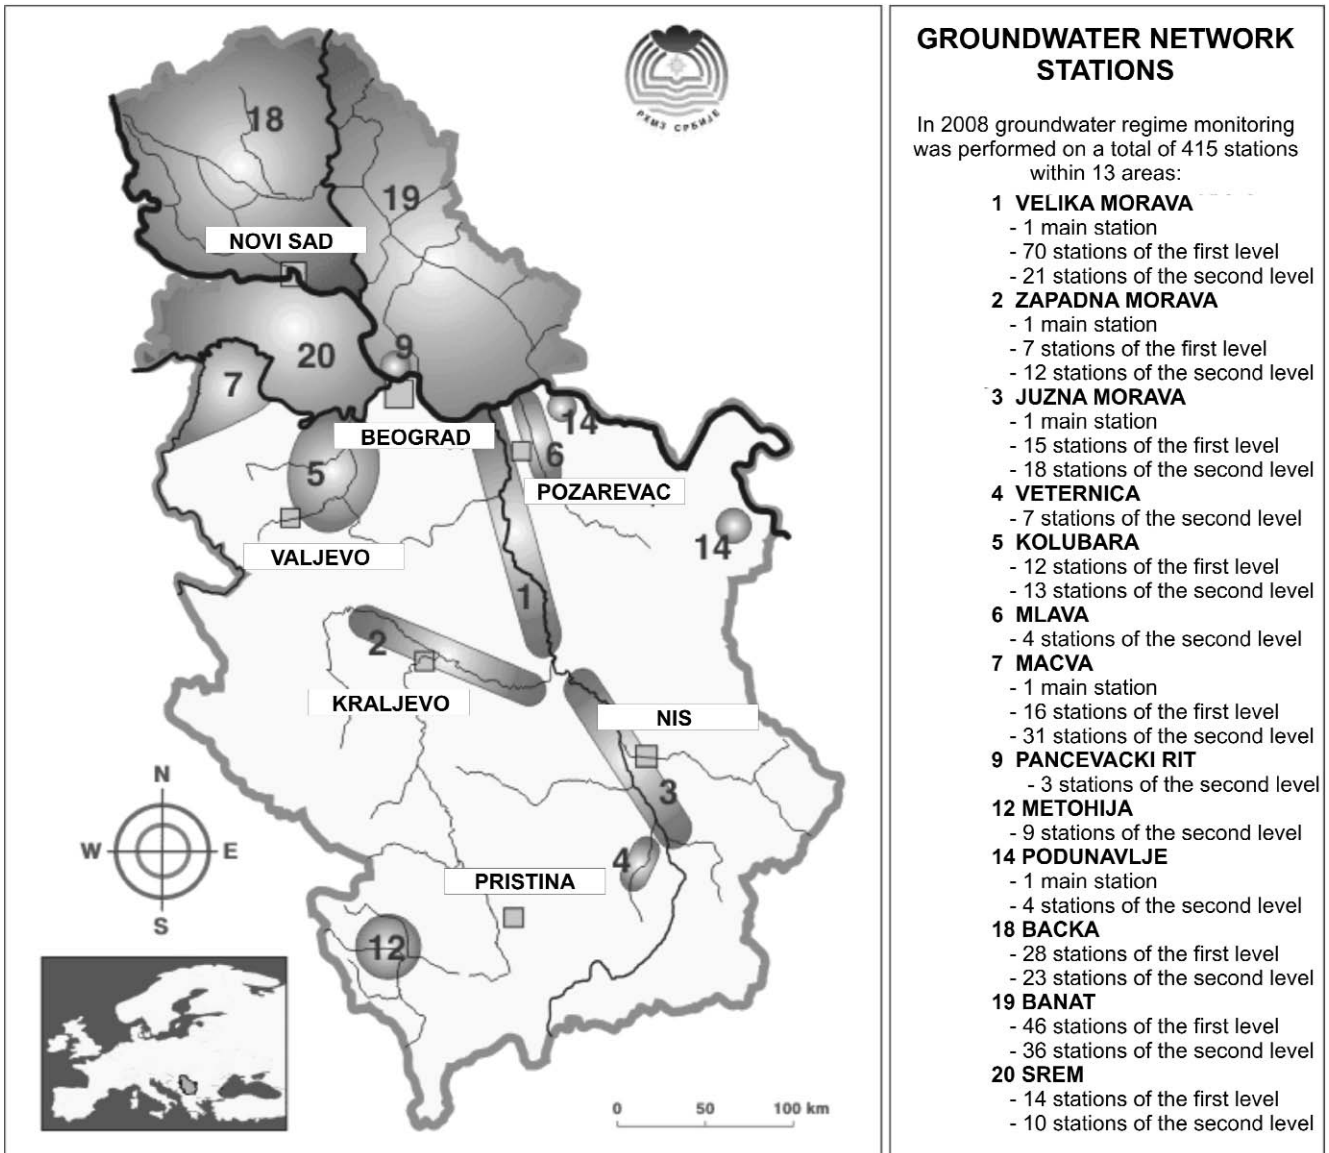 18
19
NOVI SAD
20
9
7
14
BEOGRAD
6
5
POZAREVAC
14
VALJEVO
1
2
KRALJEVO
NIS
3
N
W E
S
4
PRISTINA
12
0 50 100 km
РХМЗ СРБИЈЕ
GROUNDWATER NETWORK
STATIONS
In 2008 groundwater regime monitoring
was performed on a total of 415 stations
within 13 areas:
1 VELIKA MORAVA
- 1 main station
- 70 stations of the first level
- 21 stations of the second level
2 ZAPADNA MORAVA
- 1 main station
- 7 stations of the first level
- 12 stations of the second level
3 JUZNA MORAVA
- 1 main station
- 15 stations of the first level
- 18 stations of the second level
4 VETERNICA
- 7 stations of the second level
5 KOLUBARA
- 12 stations of the first level
- 13 stations of the second level
6 MLAVA
- 4 stations of the second level
7 MACVA
- 1 main station
- 16 stations of the first level
- 31 stations of the second level
9 PANCEVACKI RIT
- 3 stations of the second level
12 METOHIJA
- 9 stations of the second level
14 PODUNAVLJE
- 1 main station
- 4 stations of the second level
18 BACKA
- 28 stations of the first level
- 23 stations of the second level
19 BANAT
- 46 stations of the first level
- 36 stations of the second level
20 SREM
- 14 stations of the first level
- 10 stations of the second level